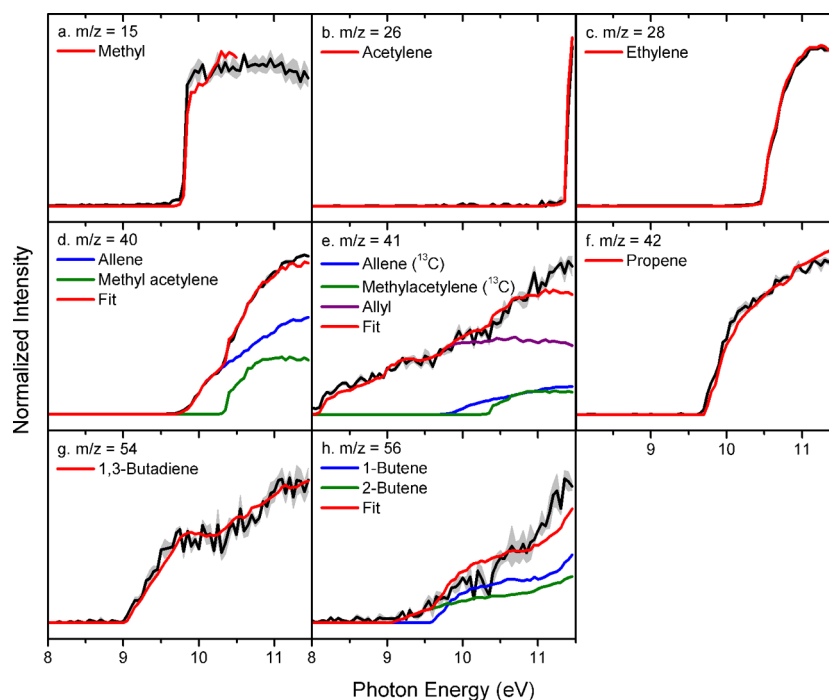 a. m/z = 15
Methyl
b. m/z = 26
Acetylene
c. m/z = 28
Ethylene
d. m/z = 40
Allene
Methyl acetylene
Fit
e. m/z = 41
Allene (¹³C)
Methylacetylene (¹³C)
Allyl
Fit
f. m/z = 42
Propene
9 10 11
g. m/z = 54
1,3-Butadiene
h. m/z = 56
1-Butene
2-Butene
Fit
8 9 10 11 8 9 10 11
Normalized Intensity
Photon Energy (eV)